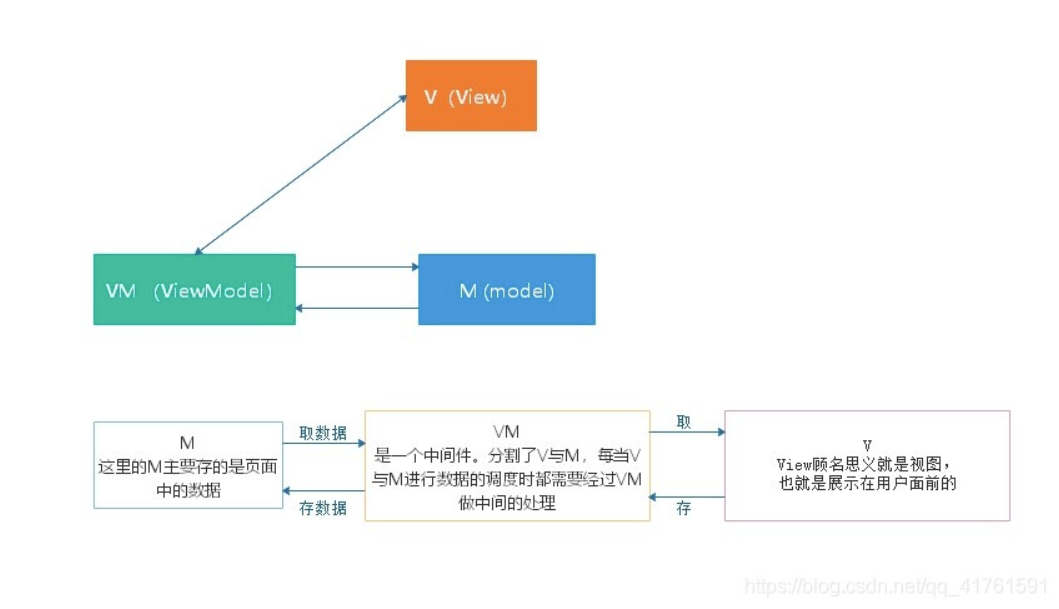 V (View)
VM (ViewModel)
M (model)
M
这里的M主要存的是页面
中的数据
取数据
存数据
VM
是一个中间件。分割了V与M，每当V
与M进行数据的调度时都需要经过VM
做中间的处理
取
存
V
View顾名思义就是视图，
也就是展示在用户面前的
https://blog.csdn.net/qq_41761591